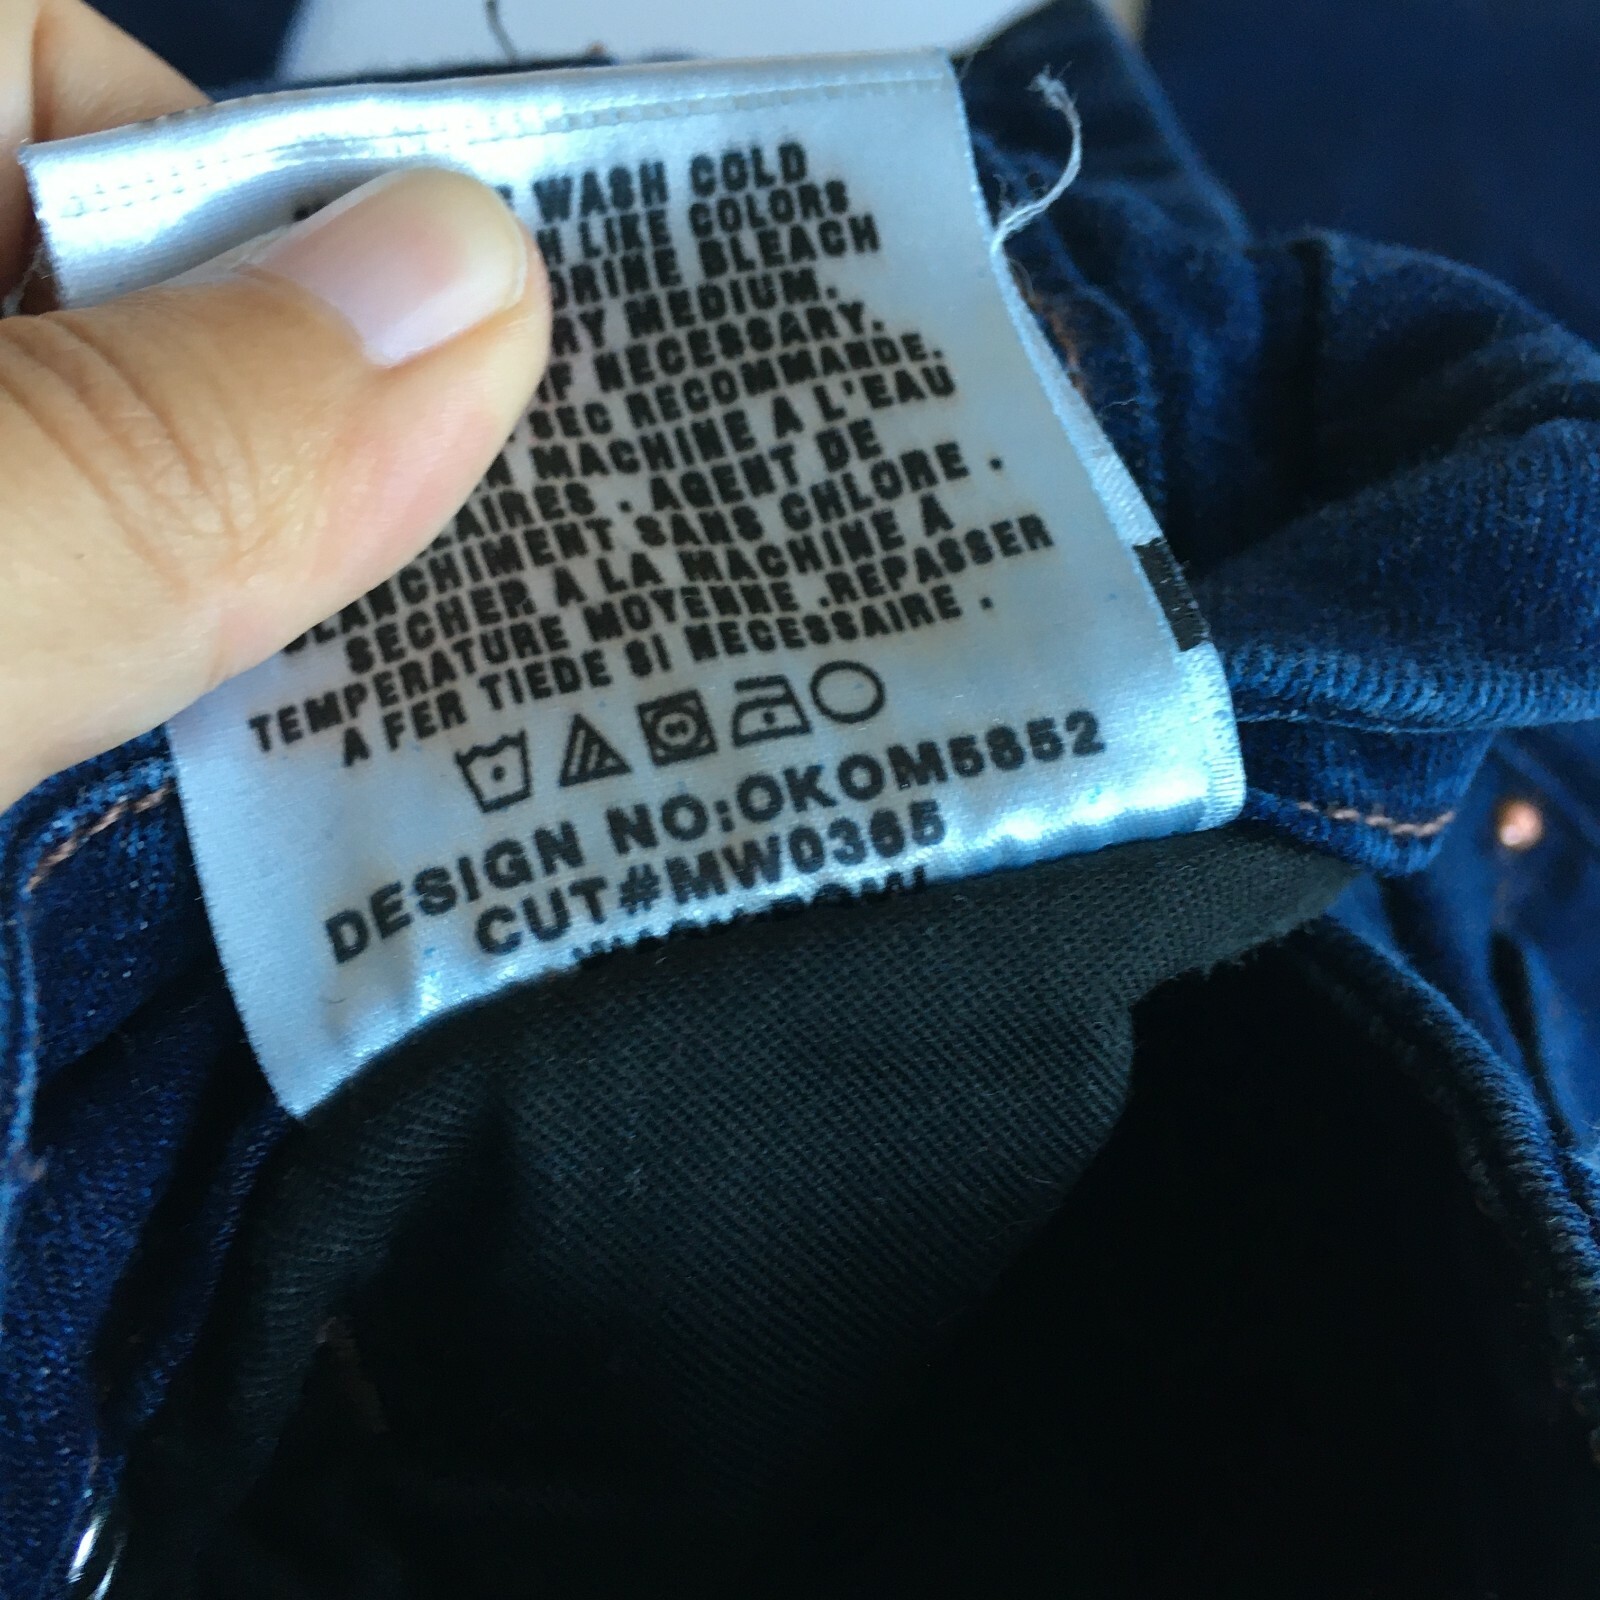 WASH COLD
LIKE COLORS
BLEACH
MEDIUM.
IF NECESSARY.
SEC RECOMMANDE.
MACHINE A L'EAU
. AGENT DE
SANS CHLORE .
SECHER A LA MACHINE A
TEMPERATURE MOYENNE .REPASSER
A FER TIEDE SI NECESSAIRE .
DESIGN NO:OKOM5852
CUT#MW0365